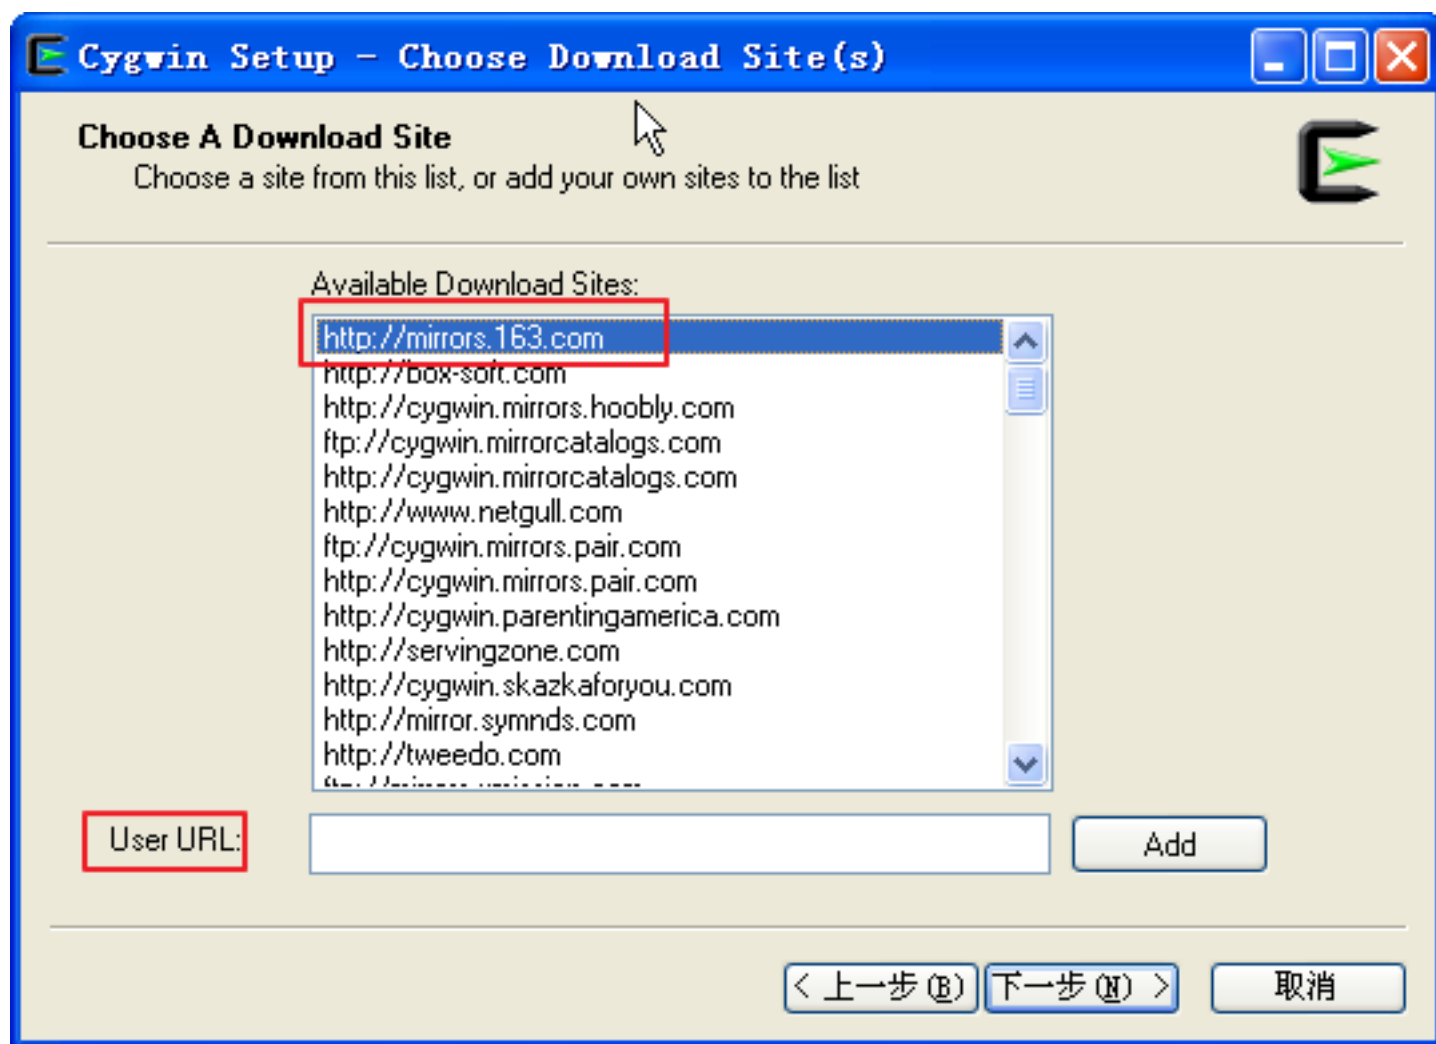 Cygwin Setup - Choose Download Site(s)
Choose A Download Site
Choose a site from this list, or add your own sites to the list
Available Download Sites:
http://mirrors.163.com
http://box-soft.com
http://cygwin.mirrors.hoobly.com
ftp://cygwin.mirrorcatalogs.com
http://cygwin.mirrorcatalogs.com
http://www.netgull.com
ftp://cygwin.mirrors.pair.com
http://cygwin.mirrors.pair.com
http://cygwin.parentingamerica.com
http://servingzone.com
http://cygwin.skazkaforyou.com
http://mirror.symnds.com
http://tweedo.com
User URL:
Add
< 上一步(B) 下一步(N) > 取消